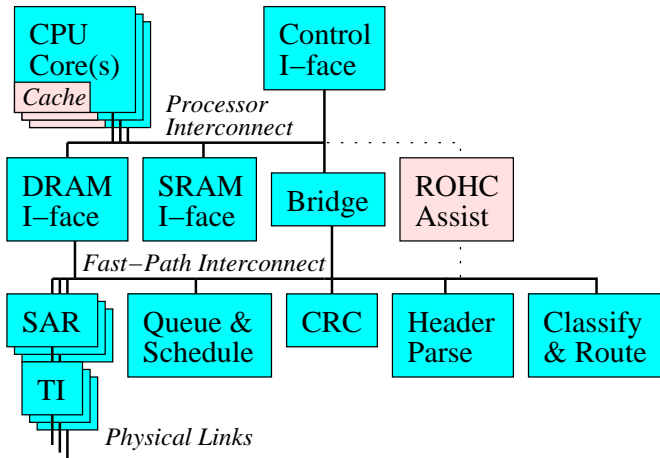 CPU
Core(s)
Cache
Control
I–face
Processor
Interconnect
DRAM
I–face
SRAM
I–face
Bridge
ROHC
Assist
Fast–Path Interconnect
SAR
Queue &
Schedule
CRC
Header
Parse
Classify
& Route
TI
Physical Links